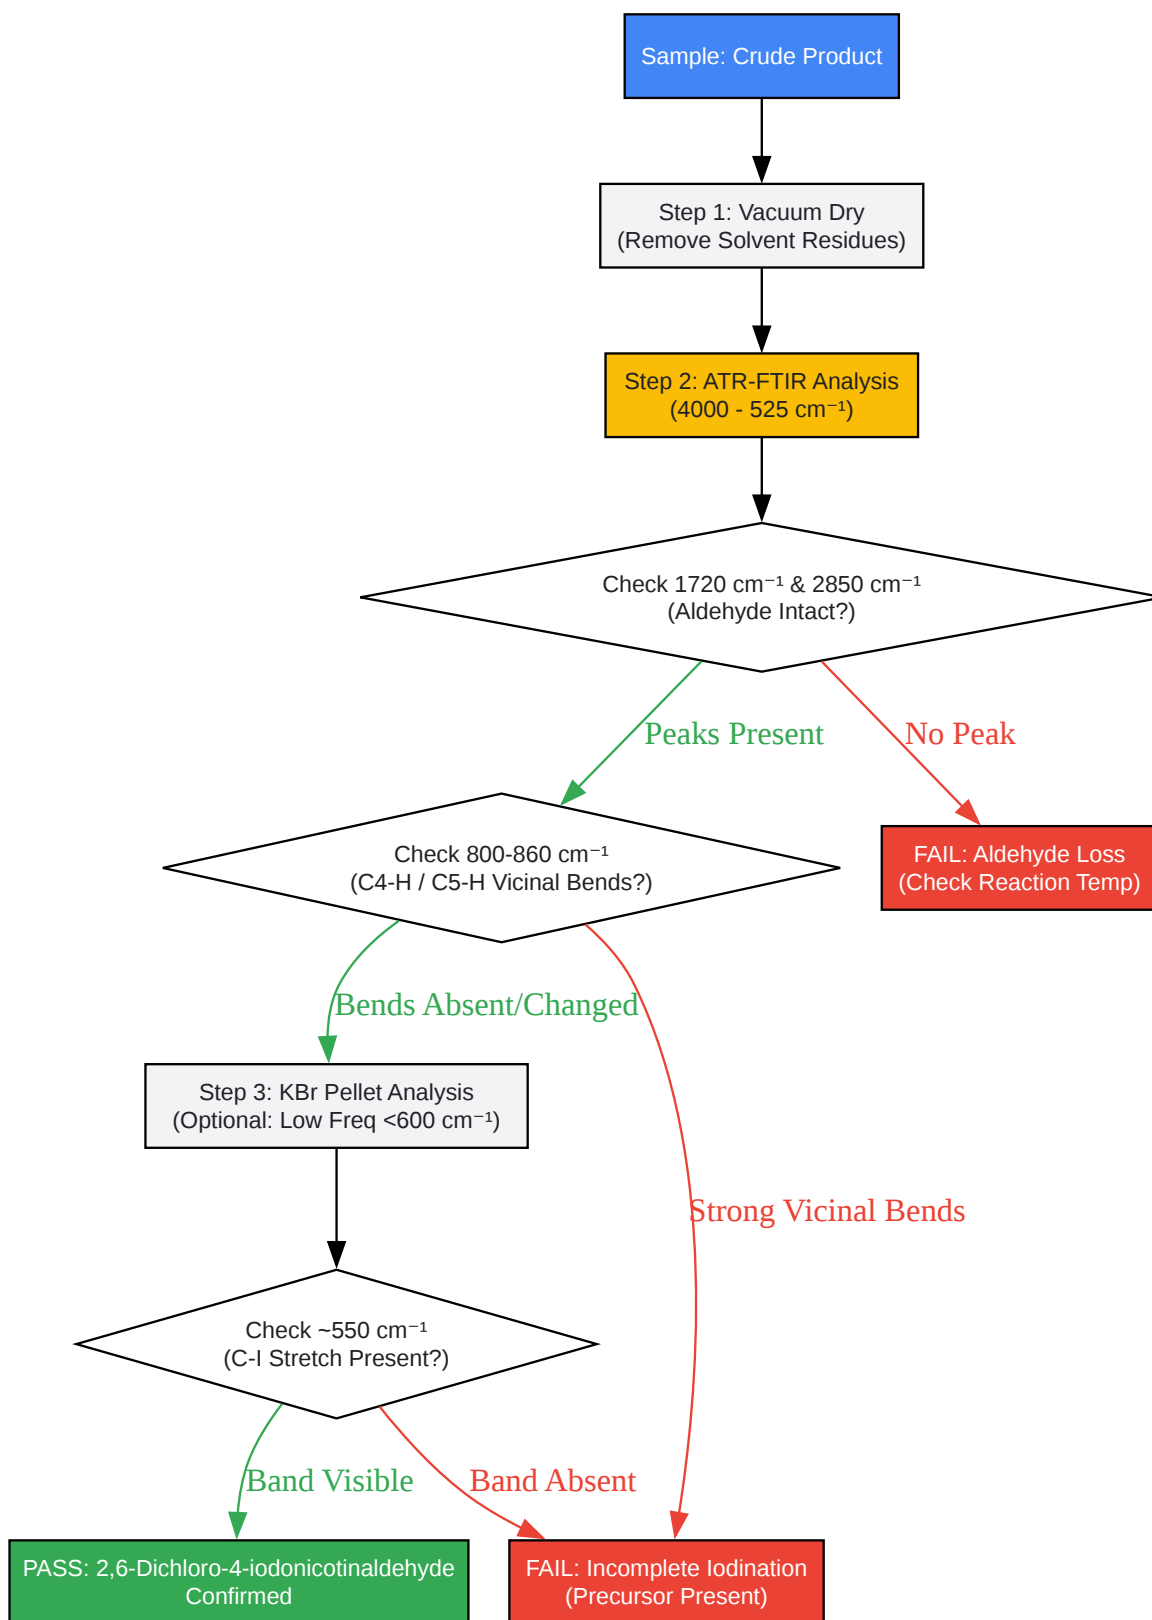 Sample: Crude Product
Step 1: Vacuum Dry
(Remove Solvent Residues)
Step 2: ATR-FTIR Analysis
(4000 - 525 cm⁻¹)
Check 1720 cm⁻¹ & 2850 cm⁻¹
(Aldehyde Intact?)
Peaks Present
No Peak
Check 800-860 cm⁻¹
(C4-H / C5-H Vicinal Bends?)
FAIL: Aldehyde Loss
(Check Reaction Temp)
Bends Absent/Changed
Step 3: KBr Pellet Analysis
(Optional: Low Freq <600 cm⁻¹)
Strong Vicinal Bends
Check ~550 cm⁻¹
(C-I Stretch Present?)
Band Visible
Band Absent
PASS: 2,6-Dichloro-4-iodonicotinaldehyde
Confirmed
FAIL: Incomplete Iodination
(Precursor Present)